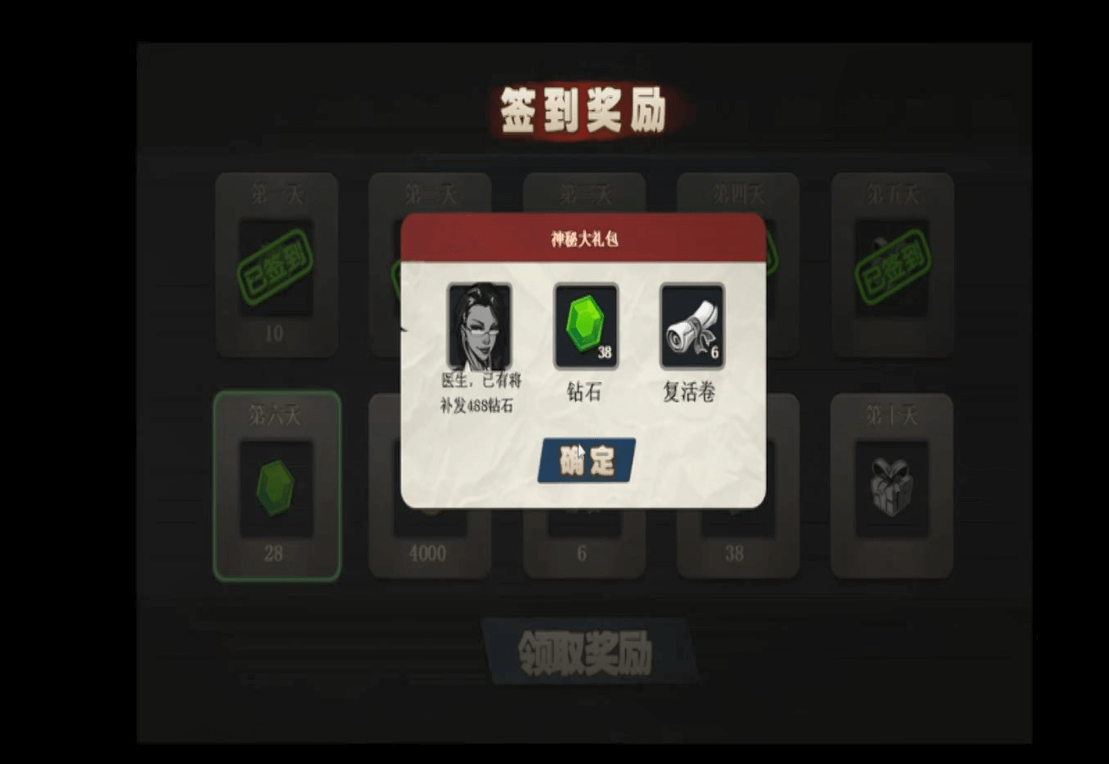 签到奖励
第一天
第二天
第三天
第四天
第五天
已签到
已签到
10
神秘大礼包
38
6
医生，已有将
补发488钻石
钻石
复活卷
确定
第六天
第十天
28
4000
6
38
领取奖励